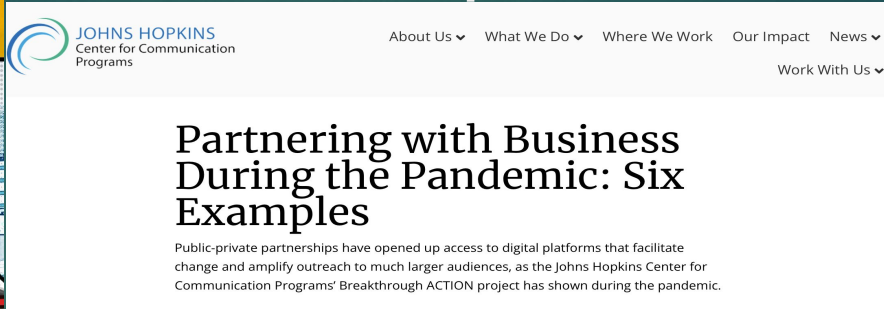 JOHNS HOPKINS
Center for Communication
Programs
About Us What We Do Where We Work Our Impact News
Work With Us
Partnering with Business
During the Pandemic: Six
Examples
Public-private partnerships have opened up access to digital platforms that facilitate
change and amplify outreach to much larger audiences, as the Johns Hopkins Center for
Communication Programs’ Breakthrough ACTION project has shown during the pandemic.